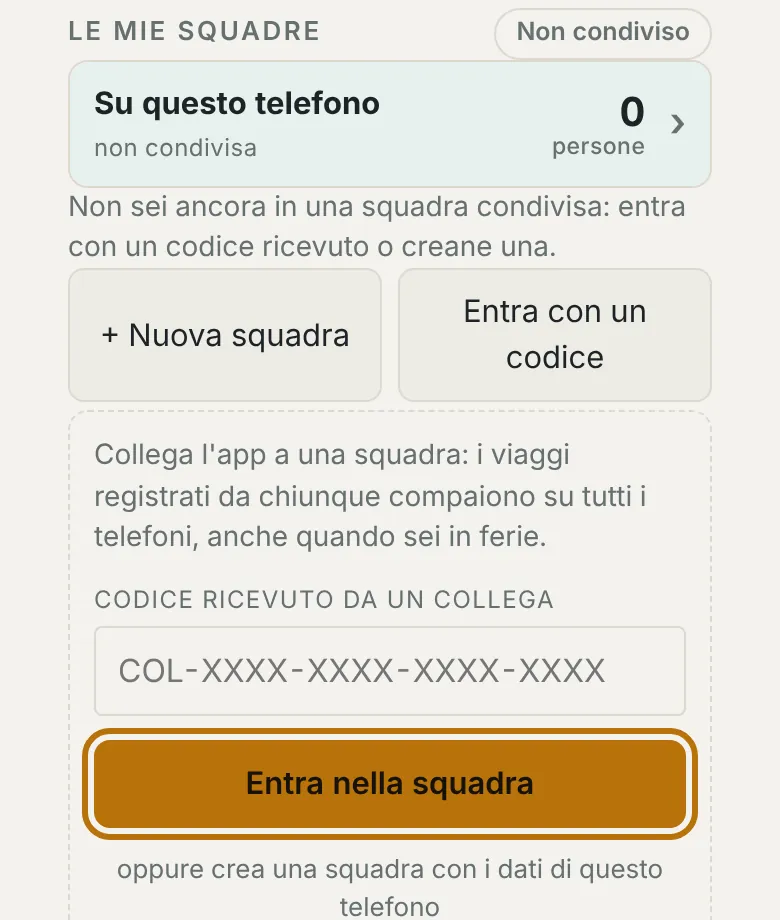 LE MIE SQUADRE
Non condiviso
Su questo telefono
0
non condivisa
persone
Non sei ancora in una squadra condivisa: entra
con un codice ricevuto o creane una.
+ Nuova squadra
Entra con un
codice
Collega l'app a una squadra: i viaggi
registrati da chiunque compaiono su tutti i
telefoni, anche quando sei in ferie.
CODICE RICEVUTO DA UN COLLEGA
COL-XXXX-XXXX-XXXX-XXXX
Entra nella squadra
oppure crea una squadra con i dati di questo
telefono